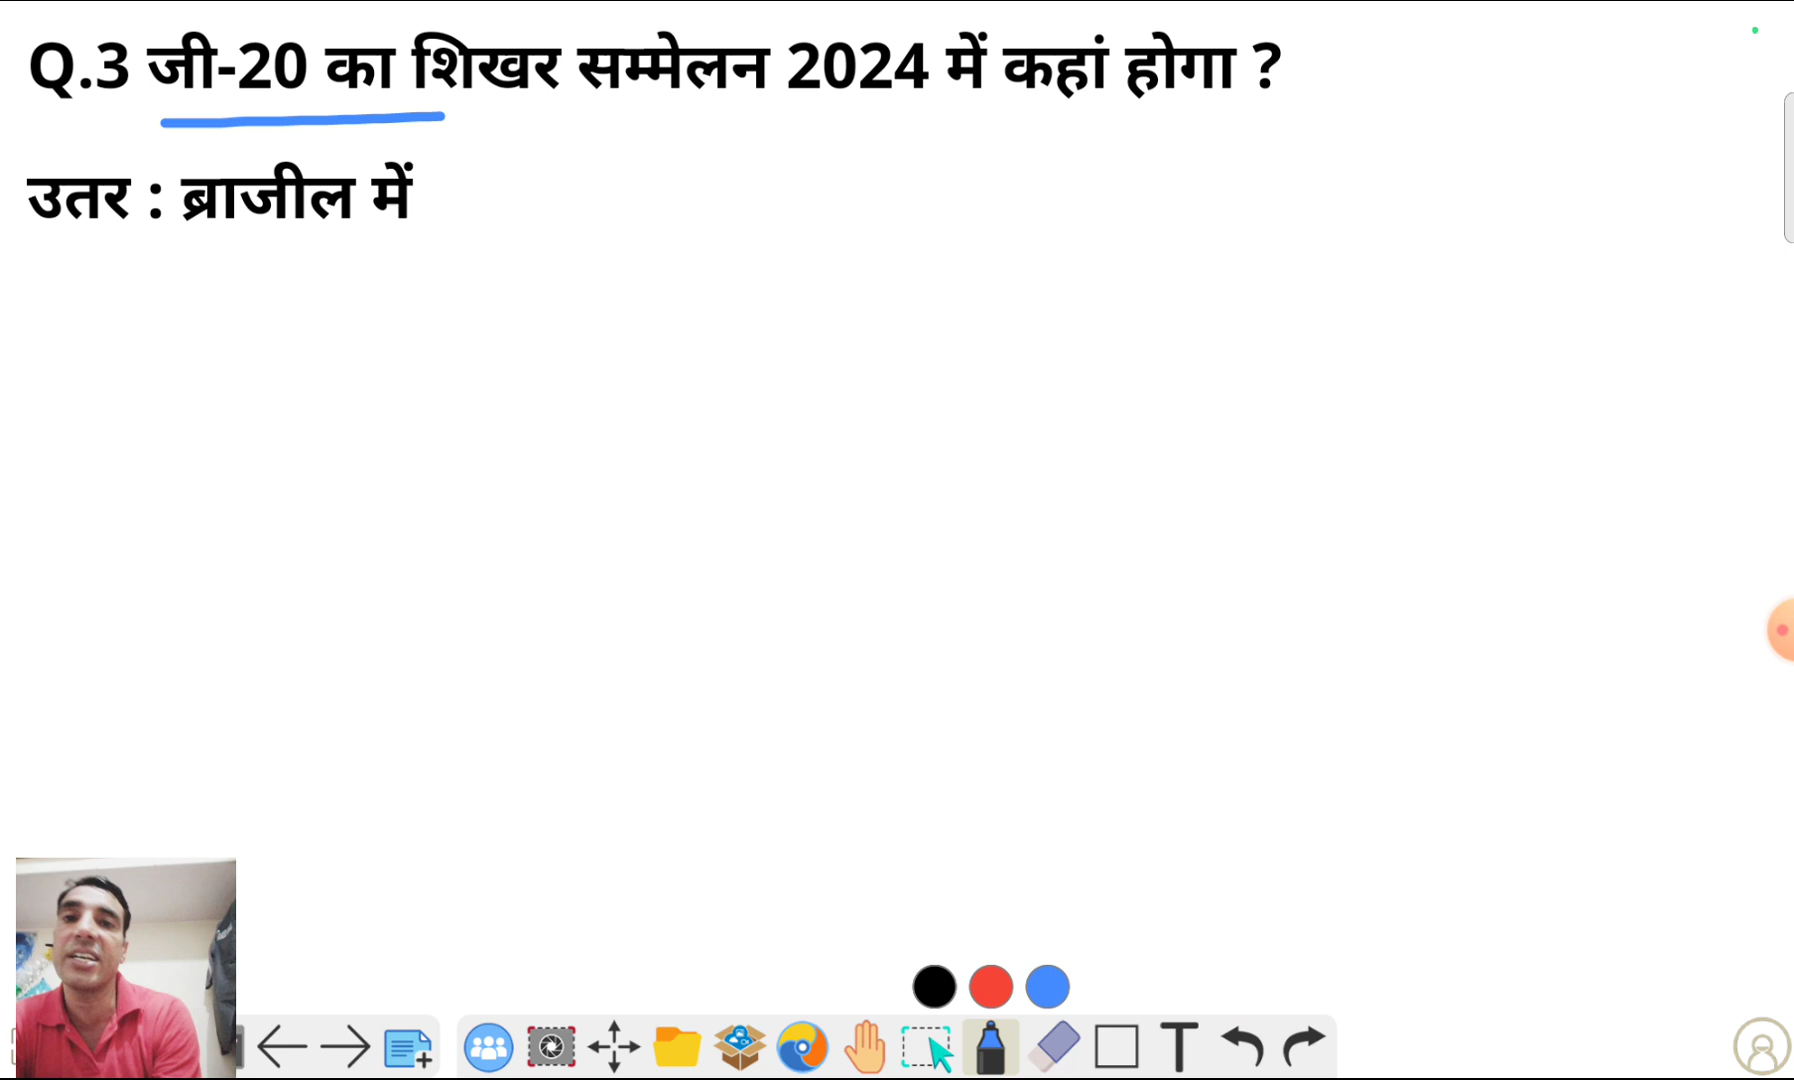 Q.3 जी-20 का शिखर सम्मेलन 2024 में कहां होगा ?
उतर : ब्राजील में